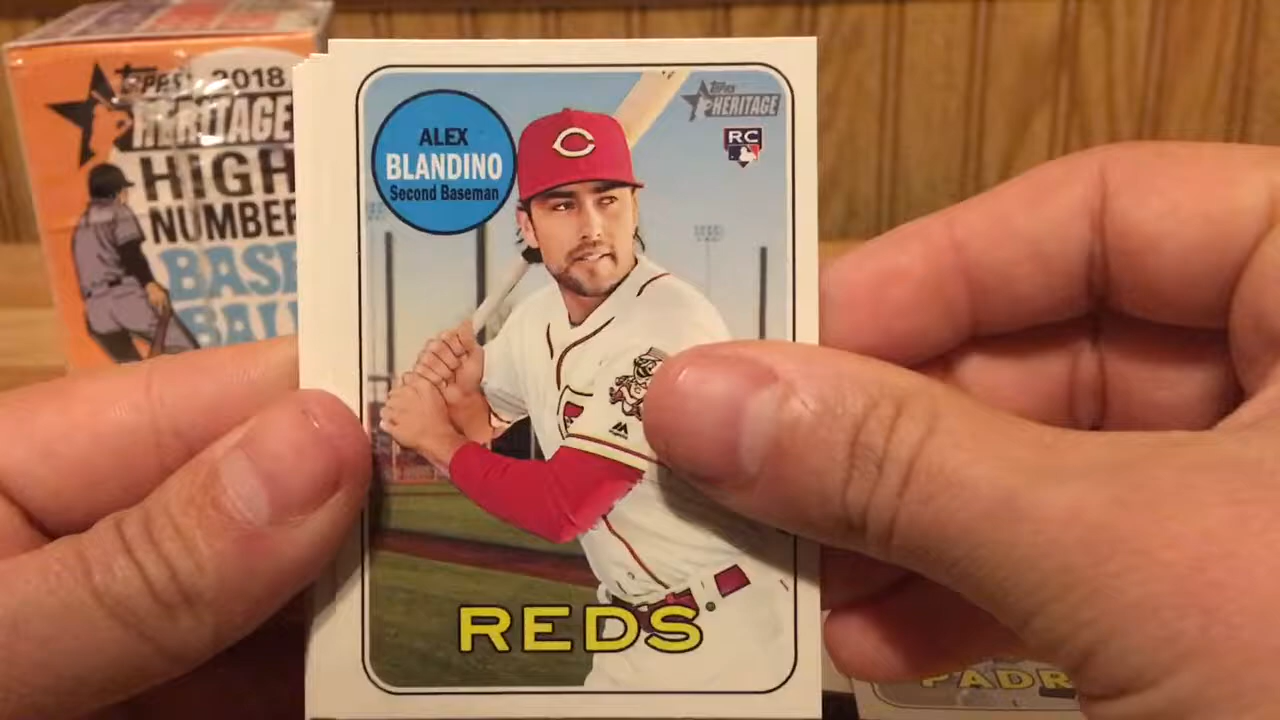 Topps 2018
HERITAGE
HIGH
NUMBER
BASE
BALL
ALEX
BLANDINO
Second Baseman
Topps
HERITAGE
RC
REDS
PADR